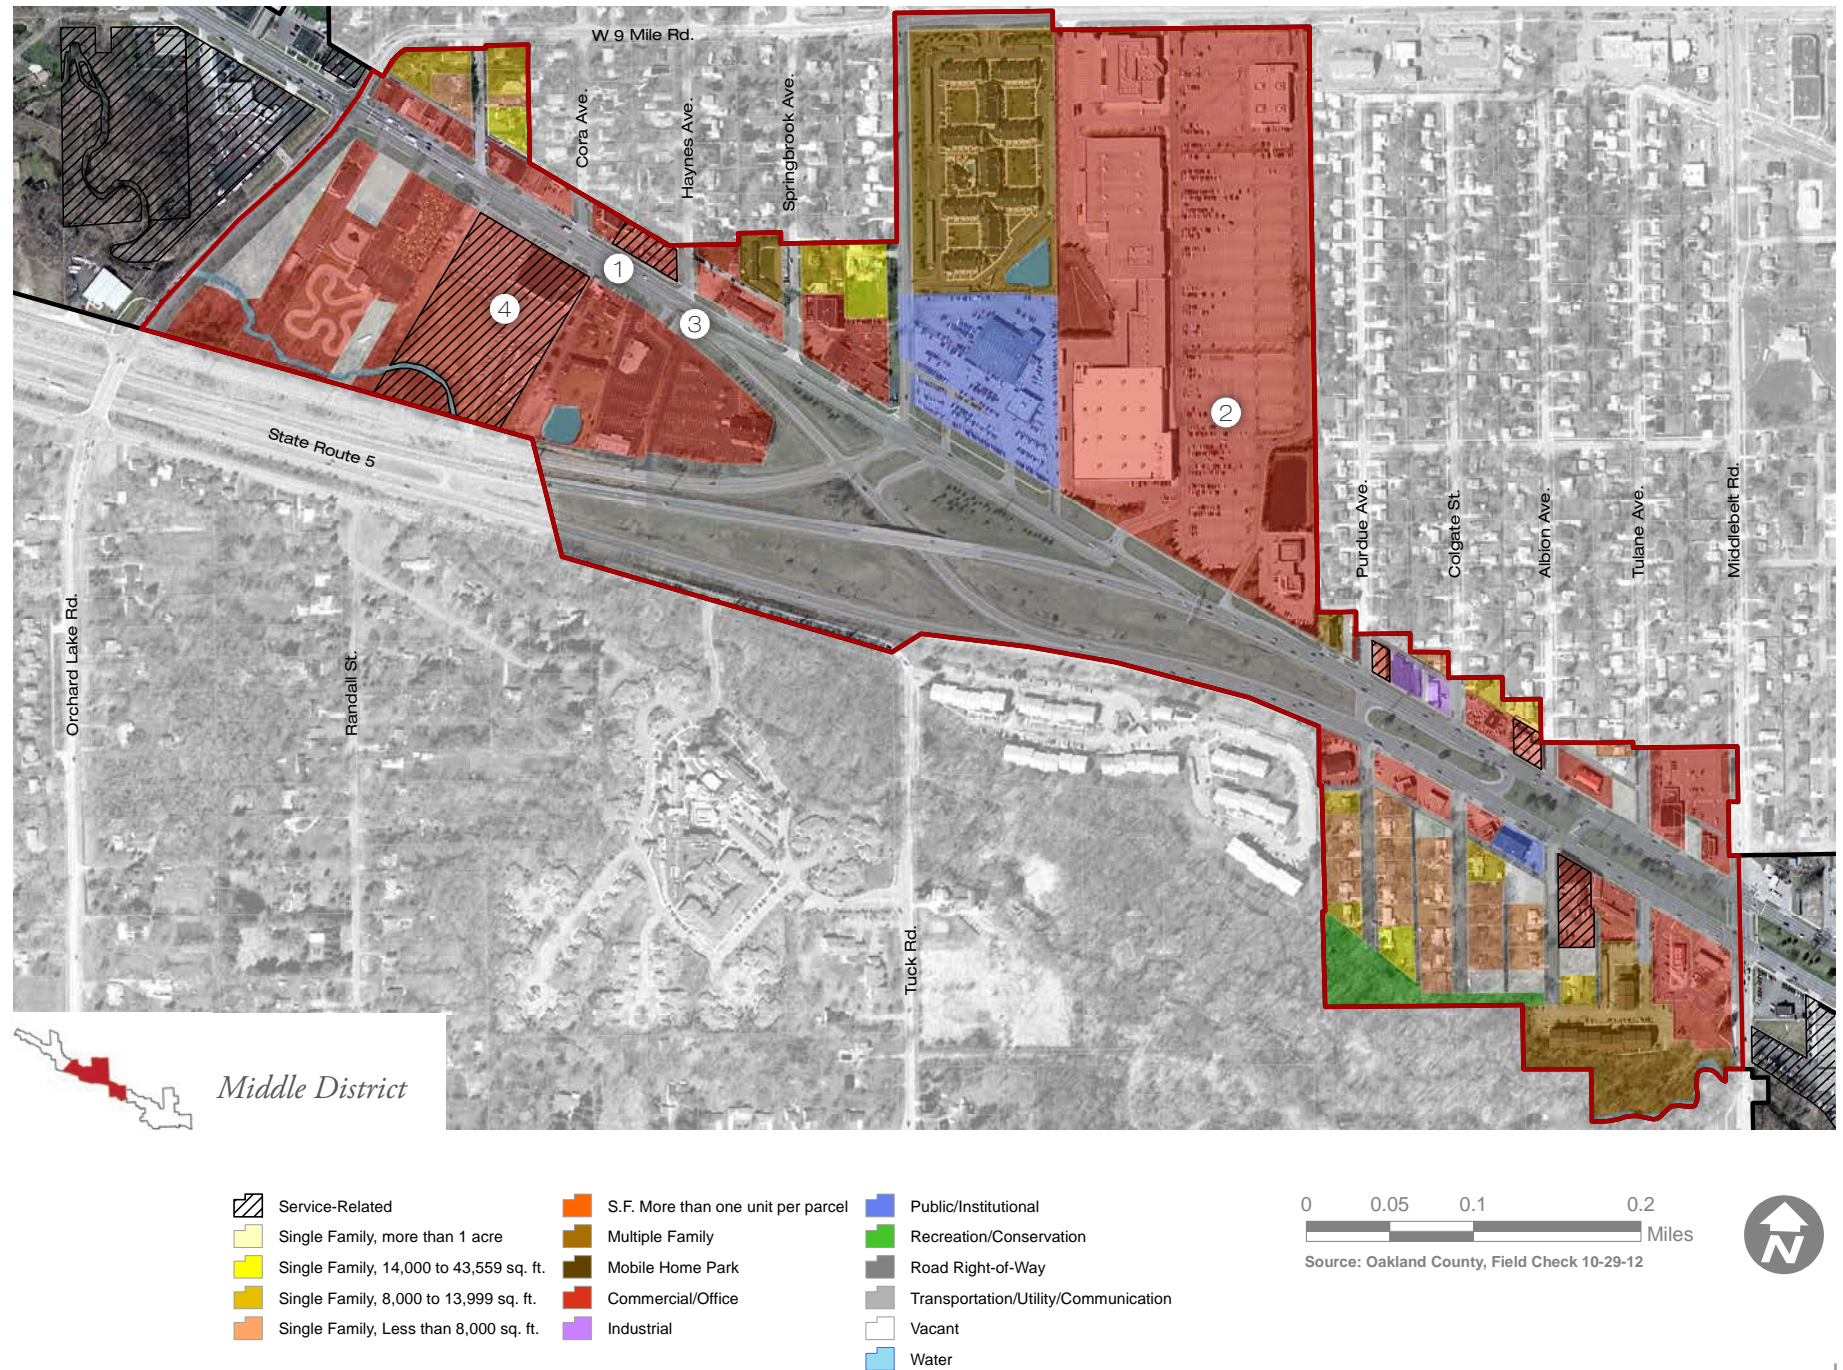 W 9 Mile Rd.
Cora Ave.
Haynes Ave.
Springbrook Ave.
1
4
3
2
State Route 5
Orchard Lake Rd.
Randall St.
Tuck Rd.
Purdue Ave.
Colgate St.
Albion Ave.
Tulane Ave.
Middlebelt Rd.
Middle District
Service-Related
Single Family, more than 1 acre
Single Family, 14,000 to 43,559 sq. ft.
Single Family, 8,000 to 13,999 sq. ft.
Single Family, Less than 8,000 sq. ft.
S.F. More than one unit per parcel
Multiple Family
Mobile Home Park
Commercial/Office
Industrial
Public/Institutional
Recreation/Conservation
Road Right-of-Way
Transportation/Utility/Communication
Vacant
Water
0 0.05 0.1 0.2
Miles
Source: Oakland County, Field Check 10-29-12
N